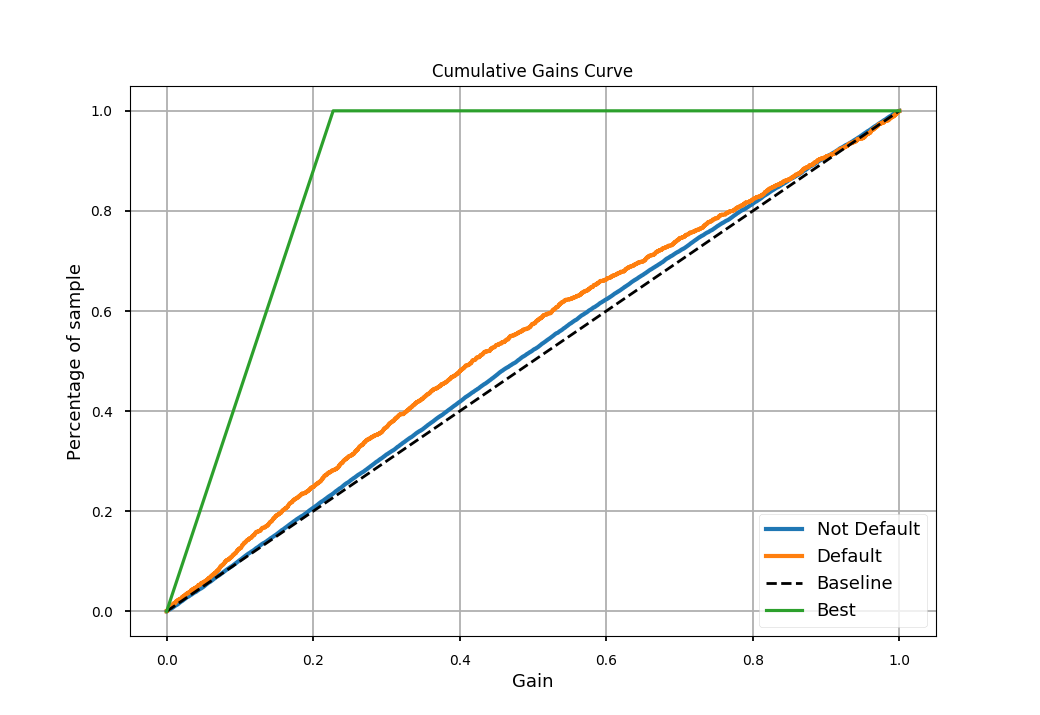 Cumulative Gains Curve
Percentage of sample
1.0
0.8
0.6
0.4
0.2
0.0
0.0 0.2 0.4 0.6 0.8 1.0
Gain
Not Default
Default
Baseline
Best